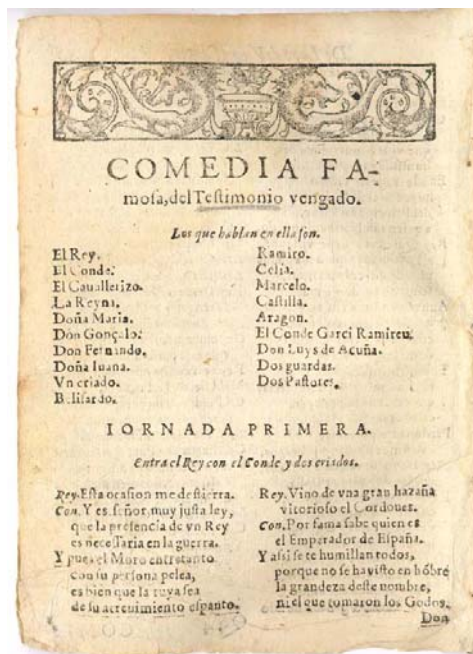 COMEDIA FA-
mosa, del Testimonio vengado.
Los que hablan en ella son.
El Rey.
El Conde.
El Cauallerizo.
La Reyna.
Doña Maria.
Don Gonçalo.
Don Fernando.
Doña Iuana.
Vn criado.
Belisardo.
Ramiro.
Celia.
Marcelo.
Castilla.
Aragon.
El Conde Garci Ramirez.
Don Luys de Acuña.
Dos guardas.
Dos Pastores.
IORNADA PRIMERA.
Entra el Rey con el Conde y dos criados.
Rey. Esta ocasion me destierra.
Con. Y es, señor, muy justa ley,
que la presencia de vn Rey
es necessaria en la guerra.
Y pues el Moro entretanto
con su persona pelea,
es bien que la tuya sea
de su atreuimiento espanto.
Rey. Vino de vna gran hazaña
vitorioso el Cordoues.
Con. Por fama sabe quien es
el Emperador de España.
Y assi se te humillan todos,
porque no se ha visto en hõbre
la grandeza deste nombre,
ni el que tomaron los Godos.
Don